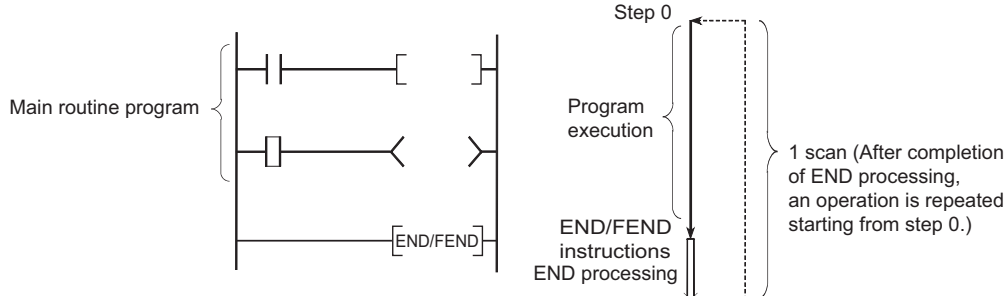 Main routine program
END/FEND
Step 0
Program
execution
END/FEND
instructions
END processing
1 scan (After completion
of END processing,
an operation is repeated
starting from step 0.)